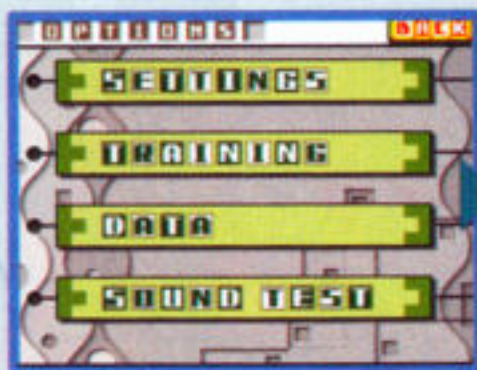 OPTIONS BACK
SETTINGS
TRAINING
DATA
SOUND TEST